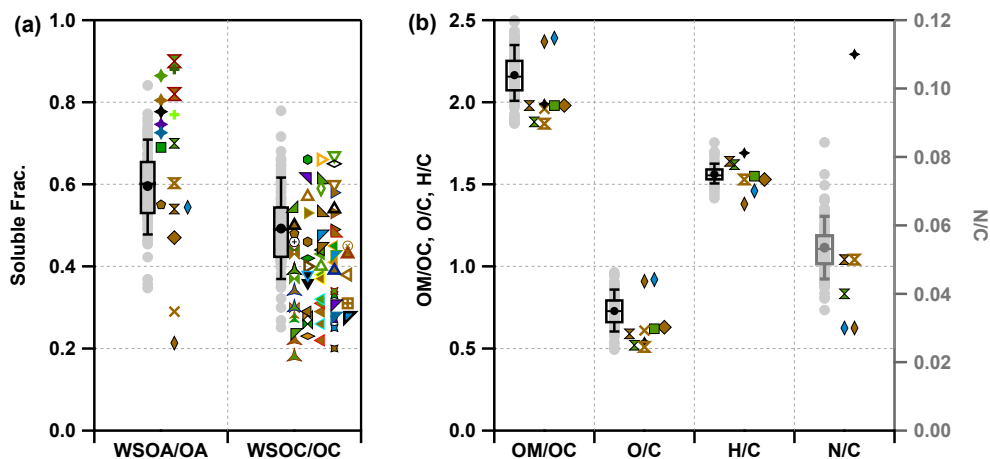 (a)
1.0
0.8
0.6
0.4
0.2
0.0
Soluble Frac.
WSOA/OA
WSOC/OC
(b)
2.5
2.0
1.5
1.0
0.5
0.0
OM/OC, O/C, H/C
OM/OC
O/C
H/C
N/C
0.12
0.10
0.08
0.06
0.04
0.02
0.00
N/C